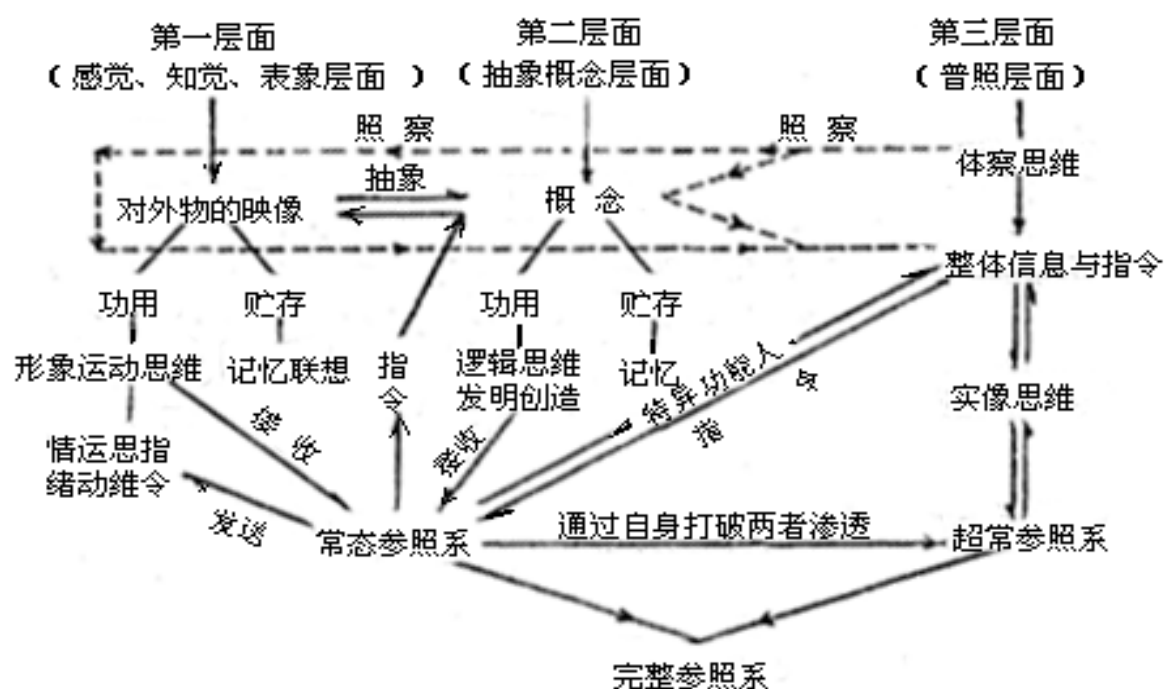 第一层面
（感觉、知觉、表象层面）
第二层面
（抽象概念层面）
第三层面
（普照层面）
照 察
照 察
体察思维
抽象
对外物的映像
概 念
整体信息与指令
功用
贮存
功用
贮存
形象运动思维
记忆联想
指
令
逻辑思维
发明创造
记忆
特异功能人
指 令
实像思维
接 收
接收
情运思指
绪动维令
发送
常态参照系
通过自身打破两者渗透
超常参照系
完整参照系